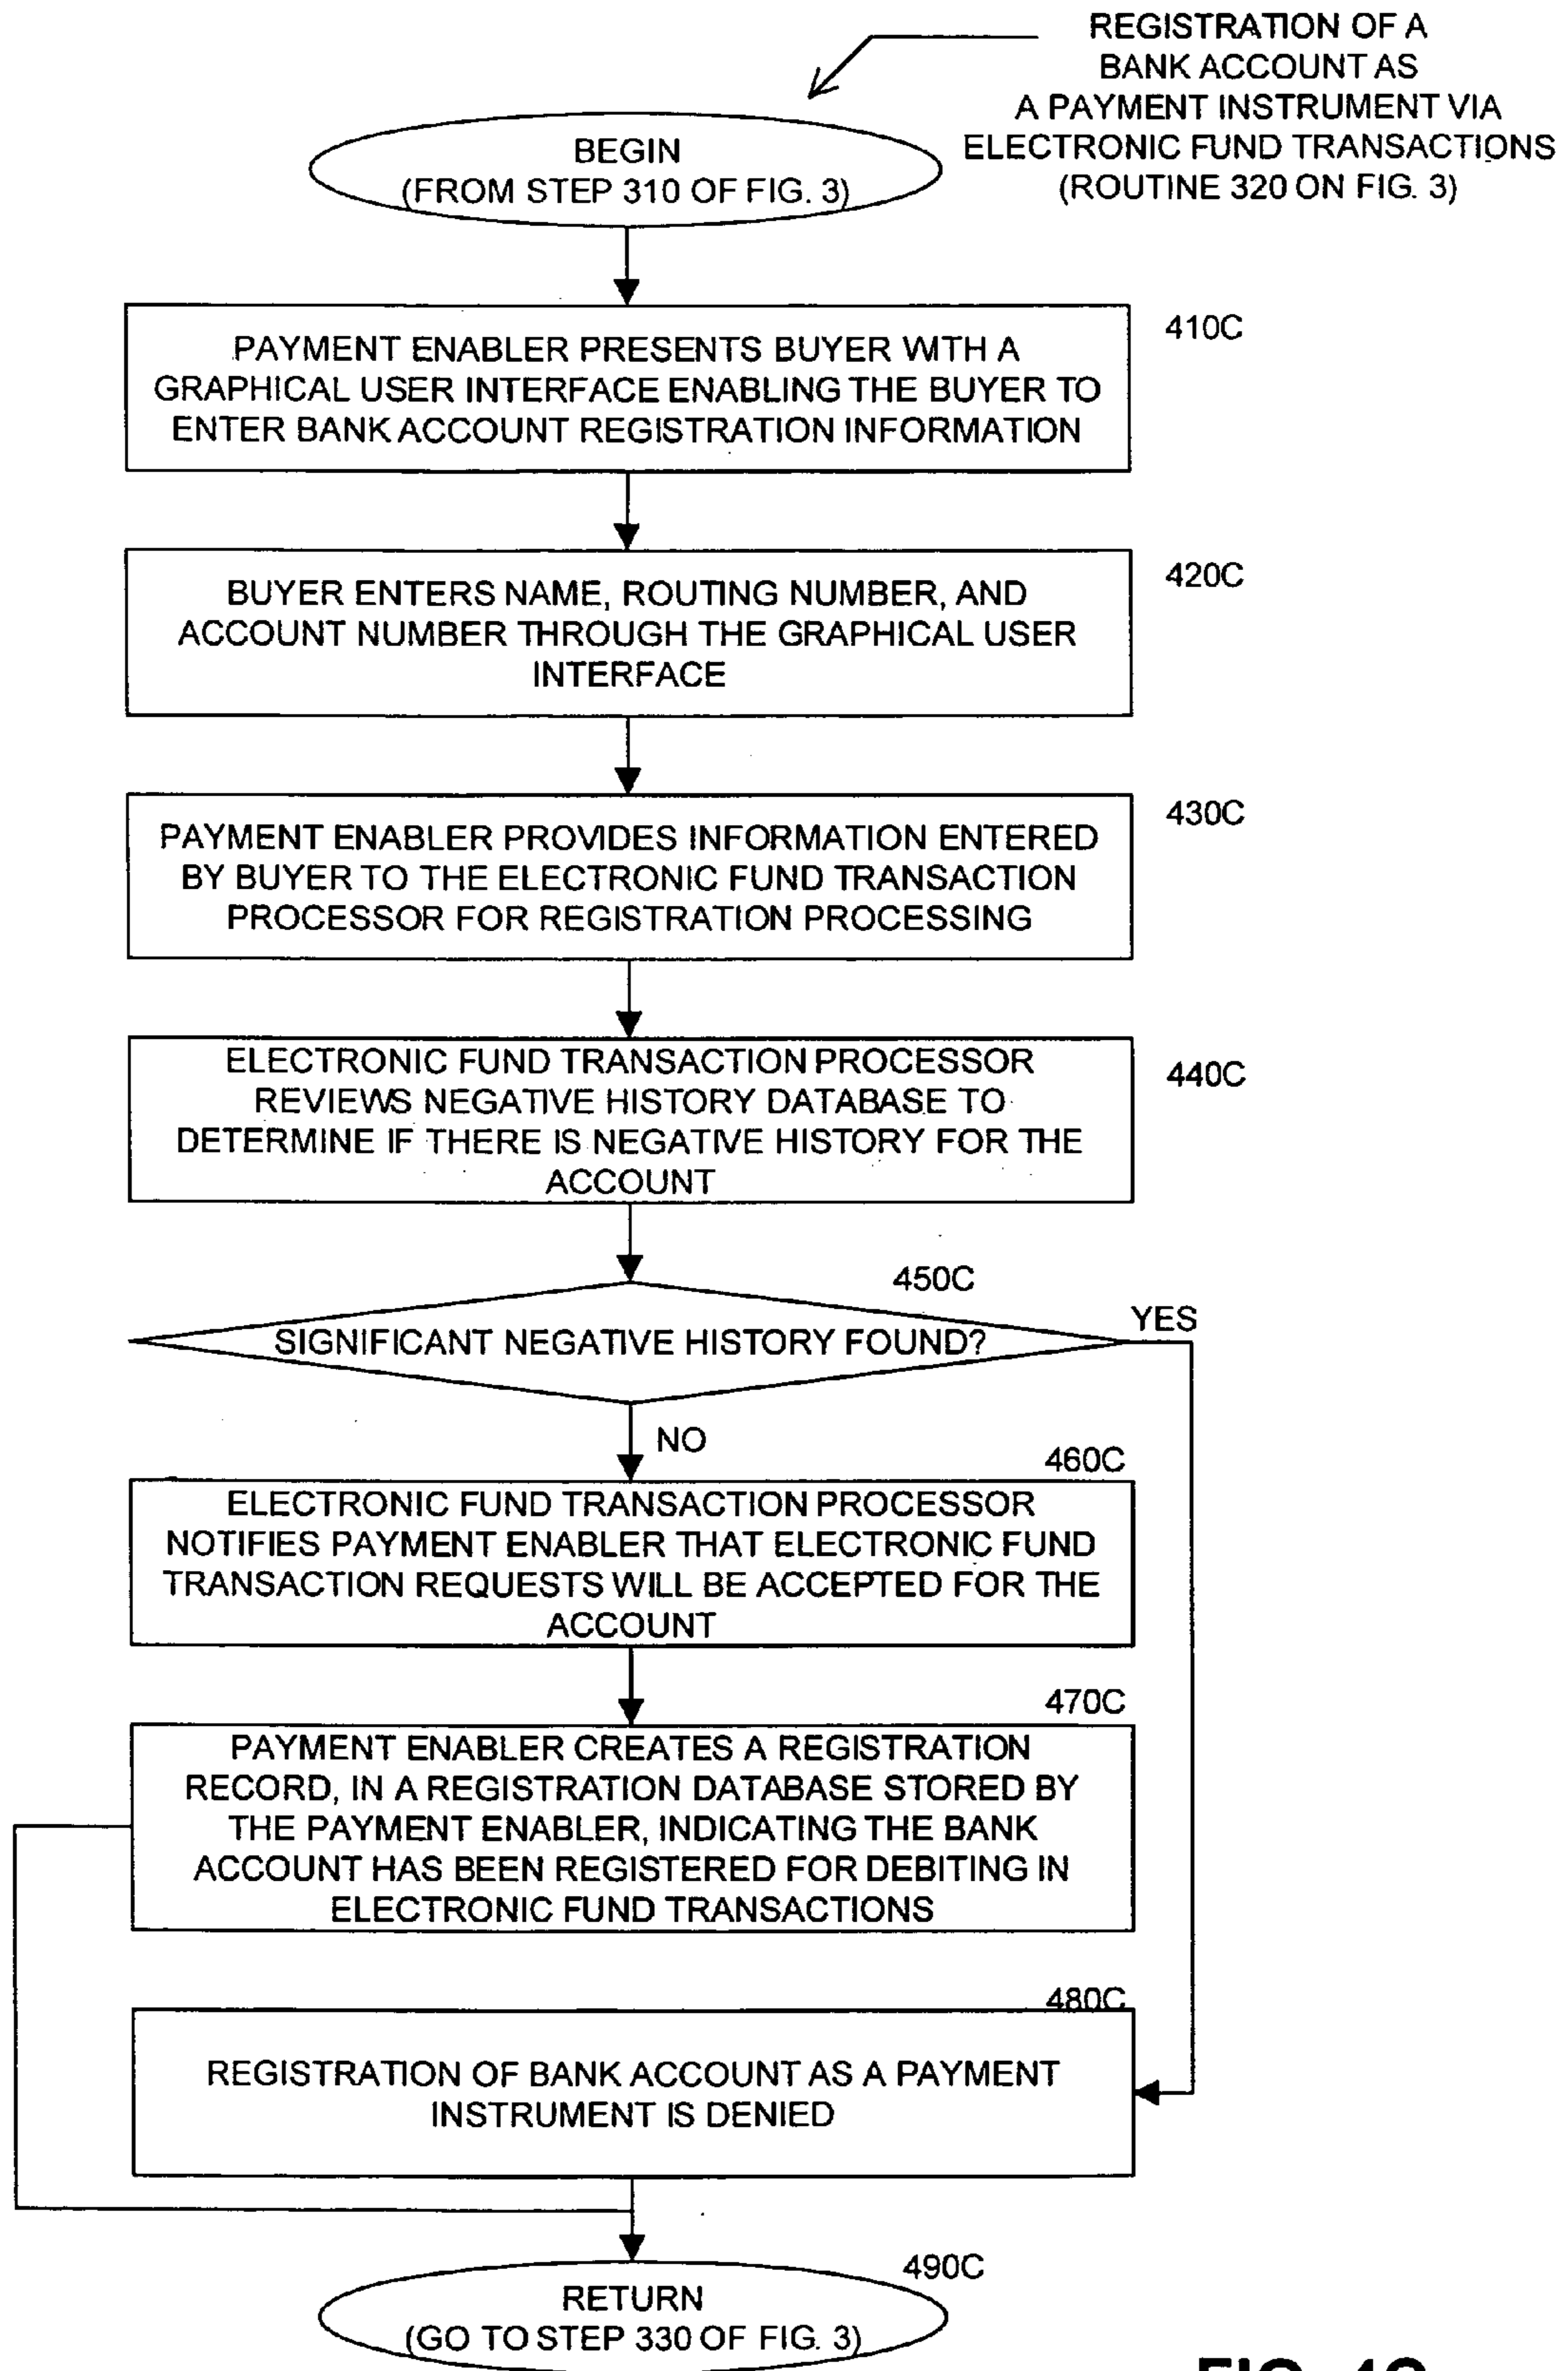 REGISTRATION OF A
BANK ACCOUNT AS
A PAYMENT INSTRUMENT VIA
ELECTRONIC FUND TRANSACTIONS
(ROUTINE 320 ON FIG. 3)
BEGIN
(FROM STEP 310 OF FIG. 3)
410C
PAYMENT ENABLER PRESENTS BUYER WITH A
GRAPHICAL USER INTERFACE ENABLING THE BUYER TO
ENTER BANK ACCOUNT REGISTRATION INFORMATION
420C
BUYER ENTERS NAME, ROUTING NUMBER, AND
ACCOUNT NUMBER THROUGH THE GRAPHICAL USER
INTERFACE
430C
PAYMENT ENABLER PROVIDES INFORMATION ENTERED
BY BUYER TO THE ELECTRONIC FUND TRANSACTION
PROCESSOR FOR REGISTRATION PROCESSING
440C
ELECTRONIC FUND TRANSACTION PROCESSOR
REVIEWS NEGATIVE HISTORY DATABASE TO
DETERMINE IF THERE IS NEGATIVE HISTORY FOR THE
ACCOUNT
450C
YES
SIGNIFICANT NEGATIVE HISTORY FOUND?
NO
460C
ELECTRONIC FUND TRANSACTION PROCESSOR
NOTIFIES PAYMENT ENABLER THAT ELECTRONIC FUND
TRANSACTION REQUESTS WILL BE ACCEPTED FOR THE
ACCOUNT
470C
PAYMENT ENABLER CREATES A REGISTRATION
RECORD, IN A REGISTRATION DATABASE STORED BY
THE PAYMENT ENABLER, INDICATING THE BANK
ACCOUNT HAS BEEN REGISTERED FOR DEBITING IN
ELECTRONIC FUND TRANSACTIONS
480C
REGISTRATION OF BANK ACCOUNT AS A PAYMENT
INSTRUMENT IS DENIED
490C
RETURN
(GO TO STEP 330 OF FIG. 3)